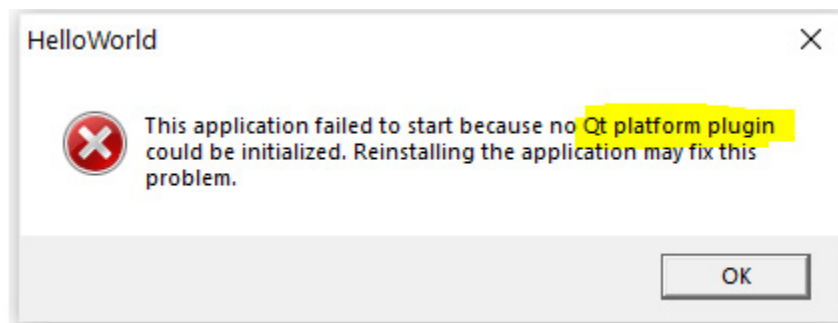 HelloWorld
This application failed to start because no Qt platform plugin
could be initialized. Reinstalling the application may fix this
problem.
OK